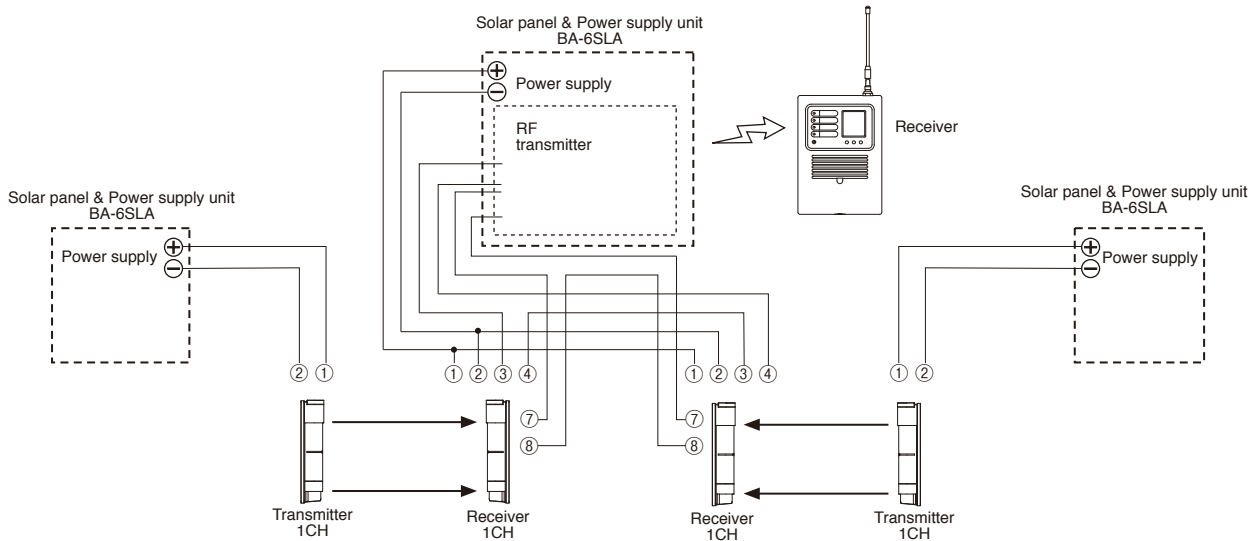 Solar panel & Power supply unit
BA-6SLA
⊕
Power supply
⊖
RF
transmitter
Receiver
Solar panel & Power supply unit
BA-6SLA
⊕
Power supply
⊖
Solar panel & Power supply unit
BA-6SLA
⊕
Power supply
⊖
② ① ① ② ③ ④ ① ② ③ ④ ① ②
⑦ ⑦
⑧ ⑧
Transmitter
1CH
Receiver
1CH
Receiver
1CH
Transmitter
1CH